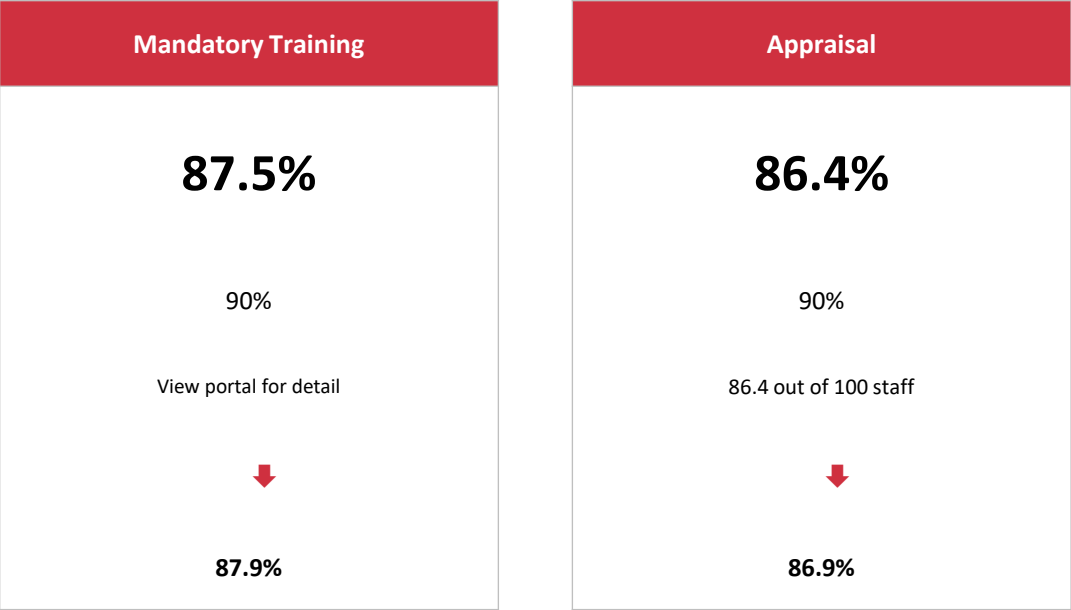 Mandatory Training
87.5%
90%
View portal for detail
87.9%
Appraisal
86.4%
90%
86.4 out of 100 staff
86.9%